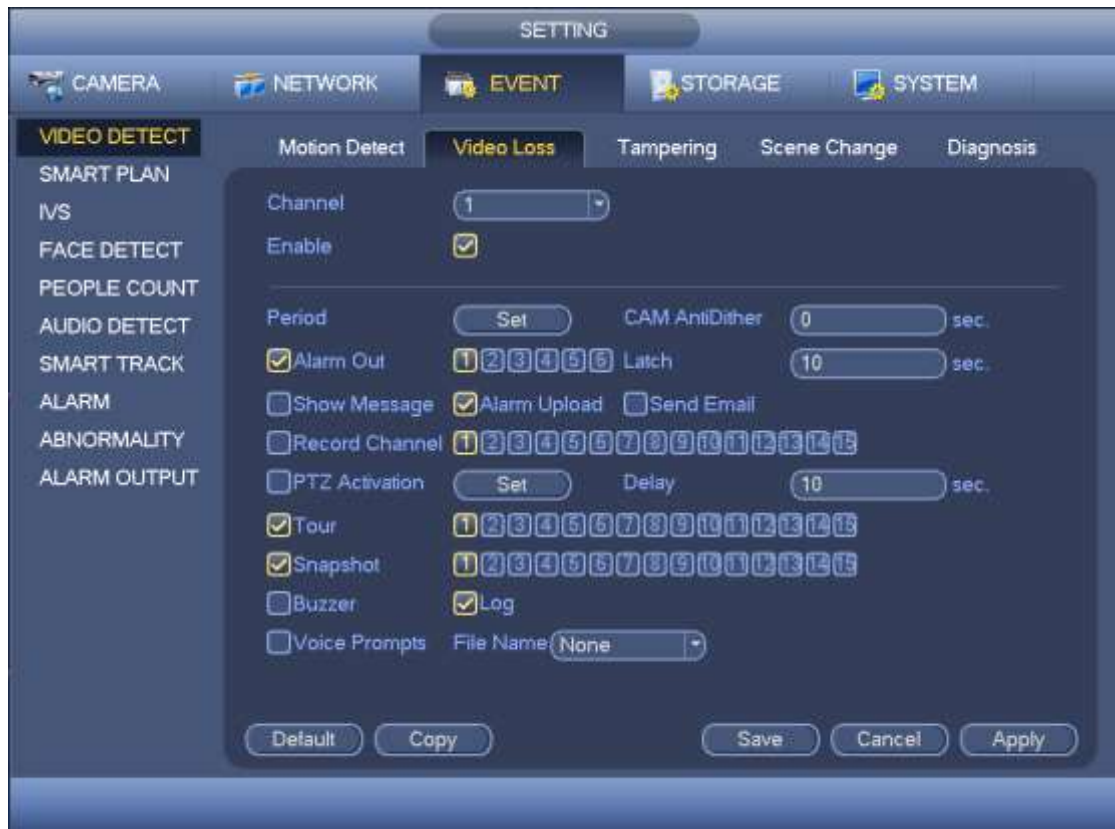 SETTING
CAMERA NETWORK EVENT STORAGE SYSTEM
VIDEO DETECT
SMART PLAN
IVS
FACE DETECT
PEOPLE COUNT
AUDIO DETECT
SMART TRACK
ALARM
ABNORMALITY
ALARM OUTPUT
Motion Detect Video Loss Tampering Scene Change Diagnosis
Channel 1
Enable
Period Set CAM AntiDither 0 sec.
Alarm Out 1 2 3 4 5 6 Latch 10 sec.
Show Message Alarm Upload Send Email
Record Channel 1 2 3 4 5 6 7 8 9 10 11 12 13 14 15
PTZ Activation Set Delay 10 sec.
Tour 1 2 3 4 5 6 7 8 9 10 11 12 13 14 15
Snapshot 1 2 3 4 5 6 7 8 9 10 11 12 13 14 15
Buzzer Log
Voice Prompts File Name None
Default Copy Save Cancel Apply